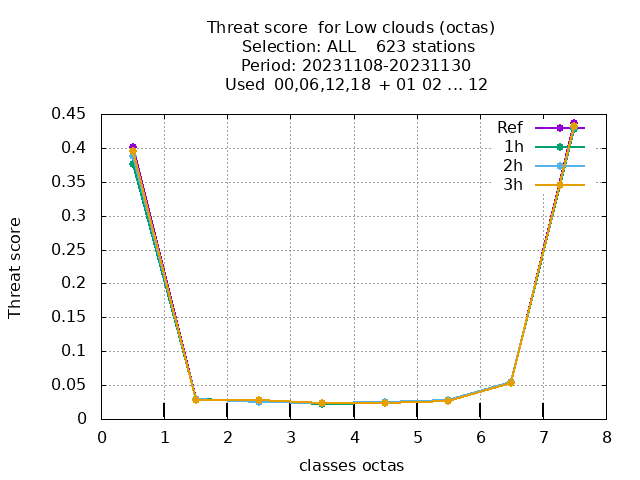 Threat score  for Low clouds (octas)
Selection: ALL    623 stations
Period: 20231108-20231130
Used  00,06,12,18  + 01 02 ... 12
Ref
1h
2h
3h
0.45
0.4
0.35
0.3
0.25
0.2
0.15
0.1
0.05
0
Threat score
0 1 2 3 4 5 6 7 8
classes octas